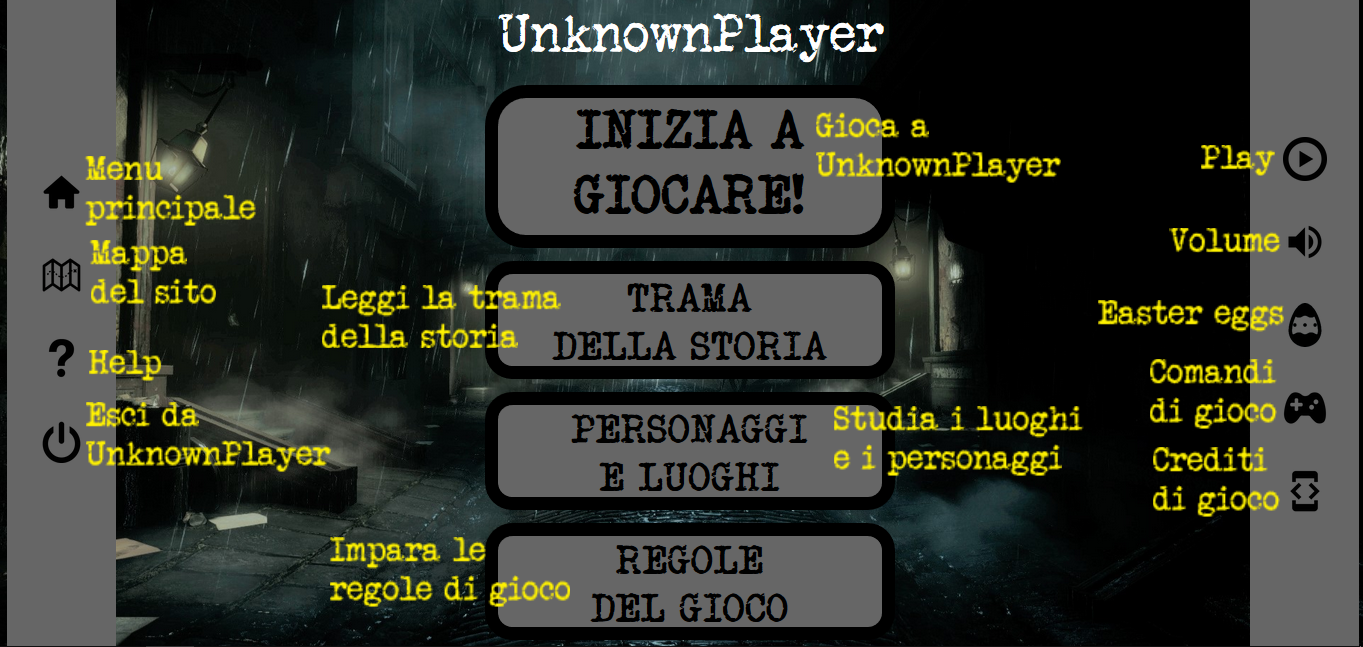 UnknownPlayer
INIZIA A
GIOCARE!
Gioca a
UnknownPlayer
Menu
principale
Mappa
del sito
Help
Esci da
UnknownPlayer
Leggi la trama
della storia
TRAMA
DELLA STORIA
PERSONAGGI
E LUOGHI
Studia i luoghi
e i personaggi
Impara le
regole di gioco
REGOLE
DEL GIOCO
Play
Volume
Easter eggs
Comandi
di gioco
Crediti
di gioco